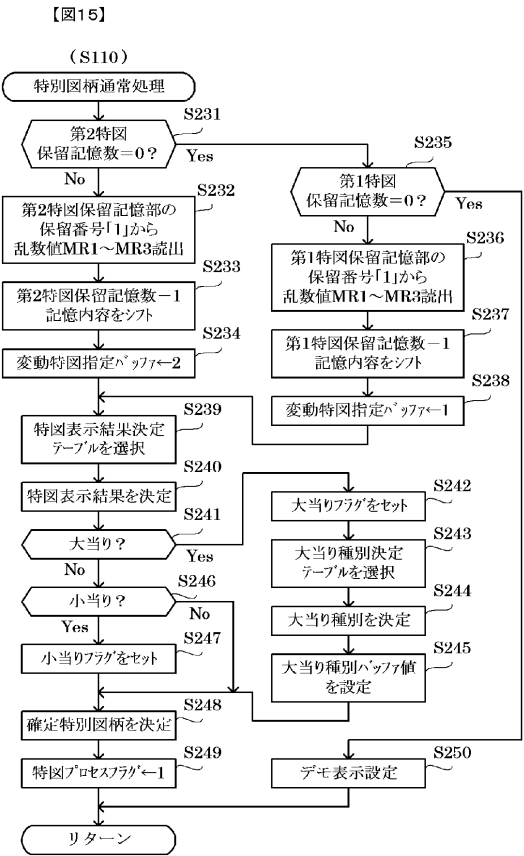 【図15】
(S110)
特別図柄通常処理
S231
第2特図
保留記憶数=0?
Yes
No
S232
第2特図保留記憶部の
保留番号「1」から
乱数値MR1~MR3読出
S233
第2特図保留記憶数-1
記憶内容をシフト
S234
変動特図指定バッファ←2
S235
第1特図
保留記憶数=0?
Yes
No
S236
第1特図保留記憶部の
保留番号「1」から
乱数値MR1~MR3読出
S237
第1特図保留記憶数-1
記憶内容をシフト
S238
変動特図指定バッファ←1
S239
特図表示結果決定
テーブルを選択
S240
特図表示結果を決定
S241
大当り?
Yes
No
S242
大当りフラグをセット
S243
大当り種別決定
テーブルを選択
S244
大当り種別を決定
S245
大当り種別バッファ値
を設定
S246
小当り?
No
Yes
S247
小当りフラグをセット
S248
確定特別図柄を決定
S249
特図プロセスフラグ←1
S250
デモ表示設定
リターン